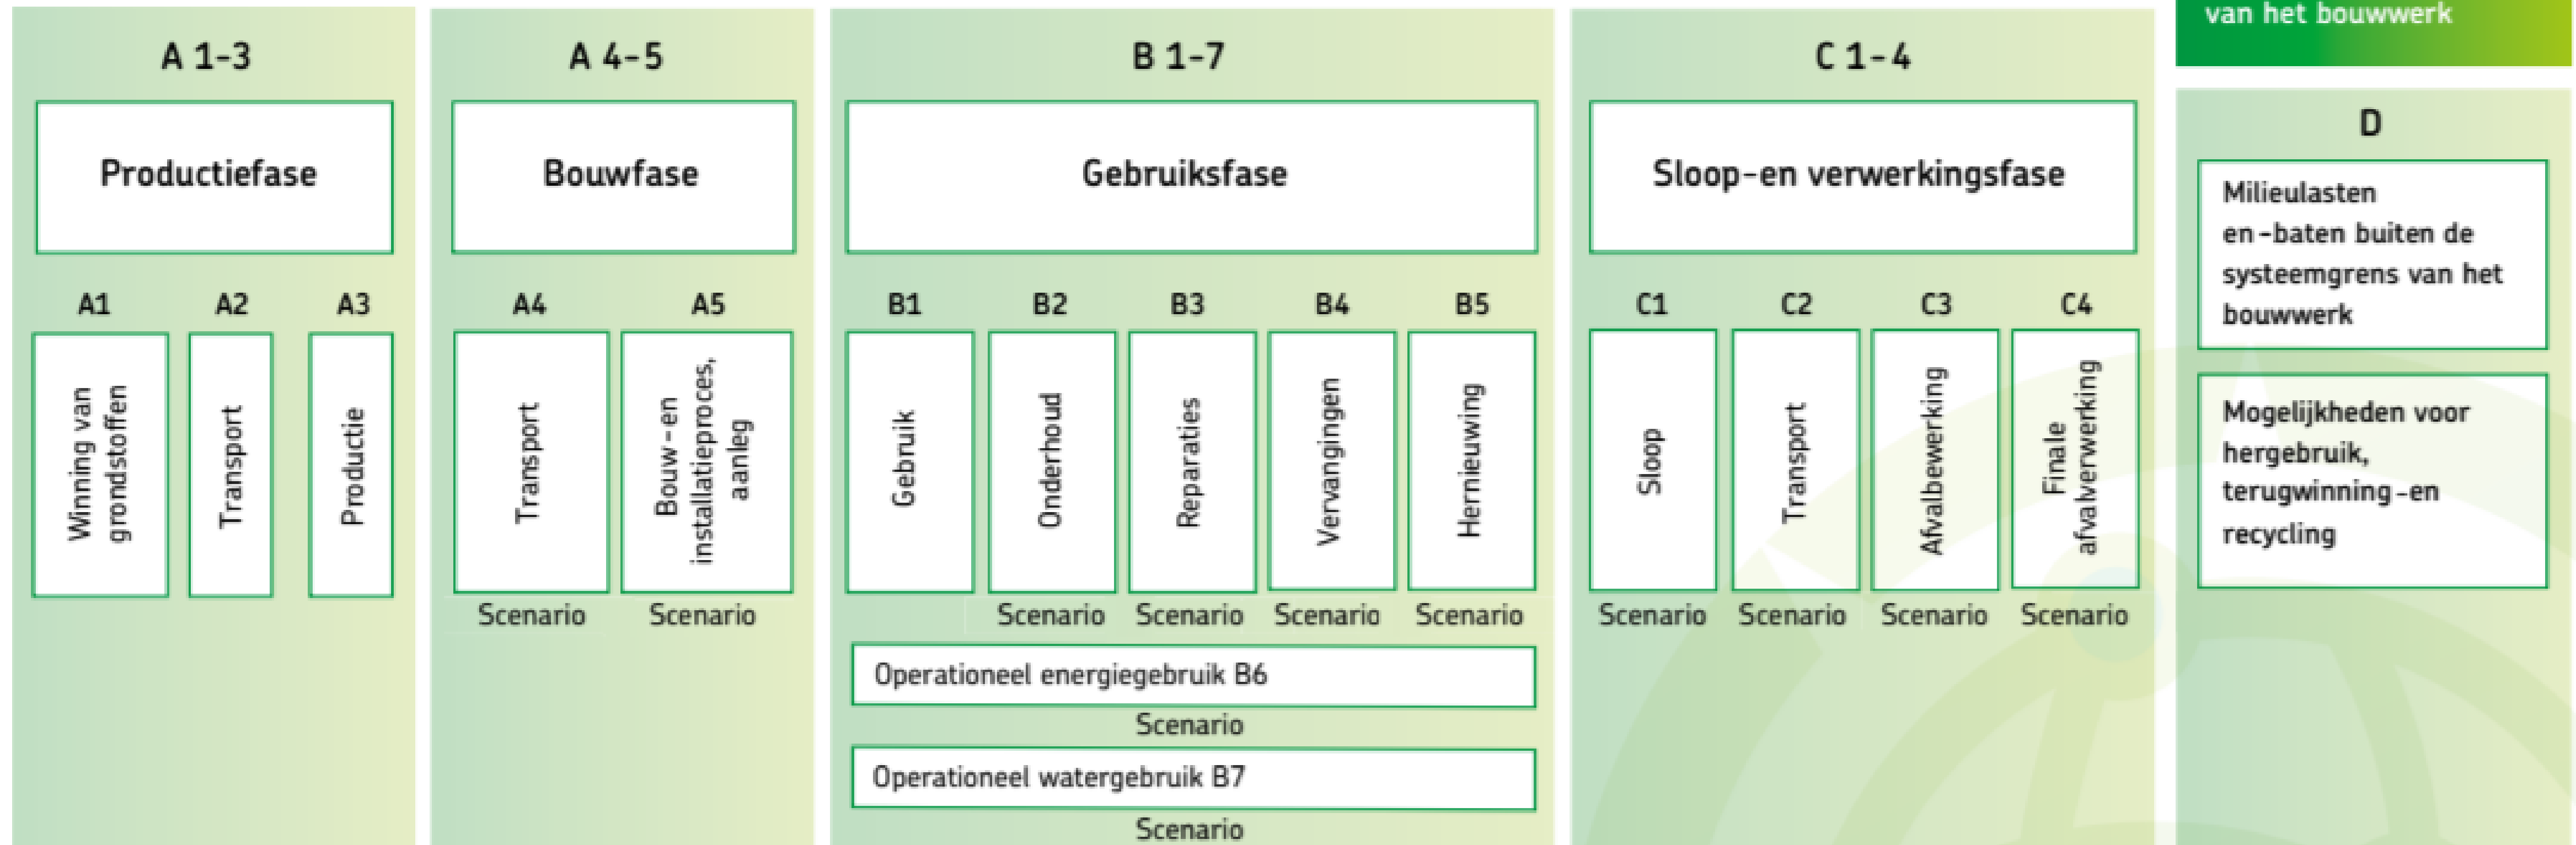 van het bouwwerk
A 1-3
A 4-5
B 1-7
C 1-4
D
Productiefase
Bouwfase
Gebruiksfase
Sloop-en verwerkingsfase
Milieulasten
en-baten buiten de
systeemgrens van het
bouwwerk
A1
A2
A3
A4
A5
B1
B2
B3
B4
B5
C1
C2
C3
C4
Winning van
grondstoffen
Transport
Productie
Transport
Bouw-en
installatieproces,
aanleg
Gebruik
Onderhoud
Reparaties
Vervangingen
Hernieuwing
Sloop
Transport
Afvalbewerking
Finale
afvalverwerking
Mogelijkheden voor
hergebruik,
terugwinning-en
recycling
Scenario
Scenario
Scenario
Scenario
Scenario
Scenario
Scenario
Scenario
Scenario
Scenario
Operationeel energiegebruik B6
Scenario
Operationeel watergebruik B7
Scenario